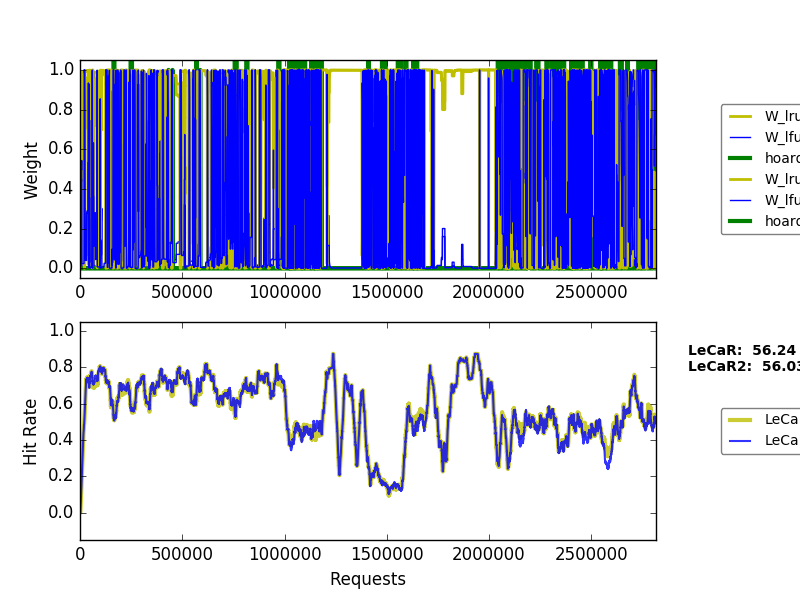 1.0
0.8
0.6
0.4
0.2
0.0
Weight
0 500000 1000000 1500000 2000000 2500000
W_lru
W_lfu
hoard
W_lru
W_lfu
hoard
1.0
0.8
0.6
0.4
0.2
0.0
Hit Rate
0 500000 1000000 1500000 2000000 2500000
Requests
LeCaR: 56.24
LeCaR2: 56.03
LeCa
LeCa